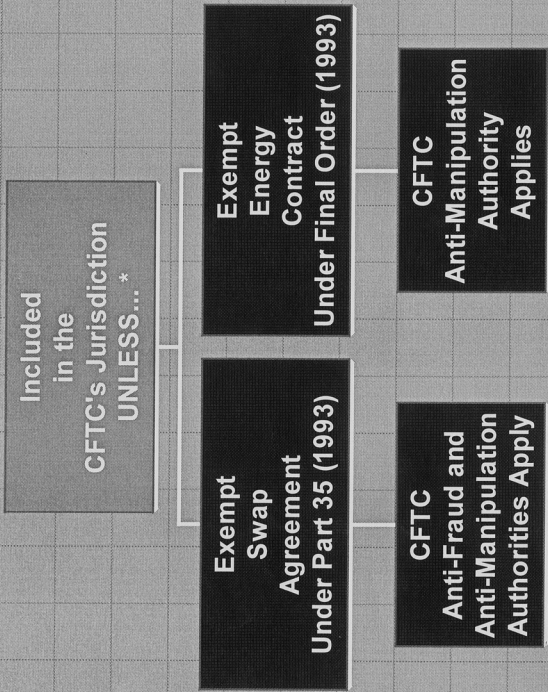 Included
in the
CFTC's Jurisdiction
UNLESS...*
Exempt
Swap
Agreement
Under Part 35 (1993)
Exempt
Energy
Contract
Under Final Order (1993)
CFTC
Anti-Fraud and
Anti-Manipulation
Authorities Apply
CFTC
Anti-Manipulation
Authority
Applies